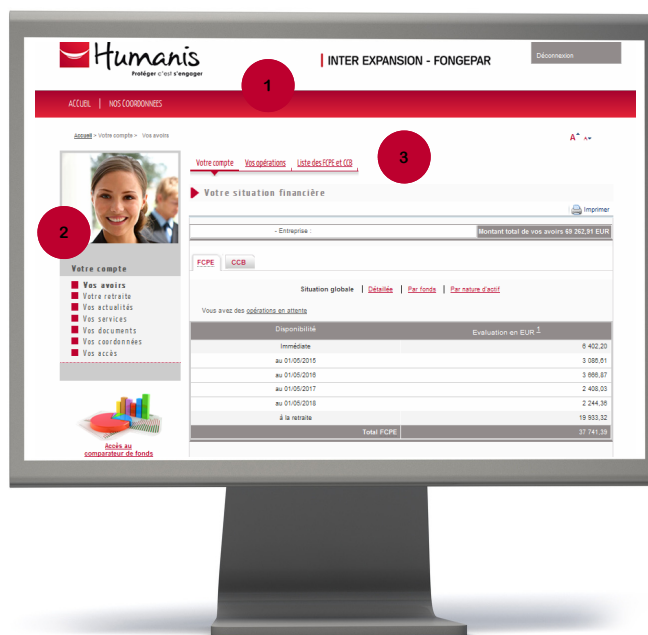 Humanis
Protéger c'est s'engager
INTER EXPANSION - FONGEPAR
Déconnexion
1
ACCUEIL | NOS COORDONNEES
Accueil > Votre compte > Vos avoirs
A+ A-
3
Votre compte Vos opérations Liste des FCPE et CCB
Votre situation financière
Imprimer
2
- Entreprise : Montant total de vos avoirs 69 262,91 EUR
Votre compte
Vos avoirs
Votre retraite
Vos actualités
Vos services
Vos documents
Vos coordonnées
Vos accès
FCPE CCB
Situation globale | Détaillée | Par fonds | Par nature d'actif
Vous avez des opérations en attente
Disponibilité Evaluation en EUR 1
Immédiate 6 402,20
au 01/05/2015 3 086,61
au 01/05/2016 3 666,87
au 01/05/2017 2 408,03
au 01/05/2018 2 244,36
à la retraite 19 933,32
Total FCPE 37 741,39
Accès au
comparateur de fonds